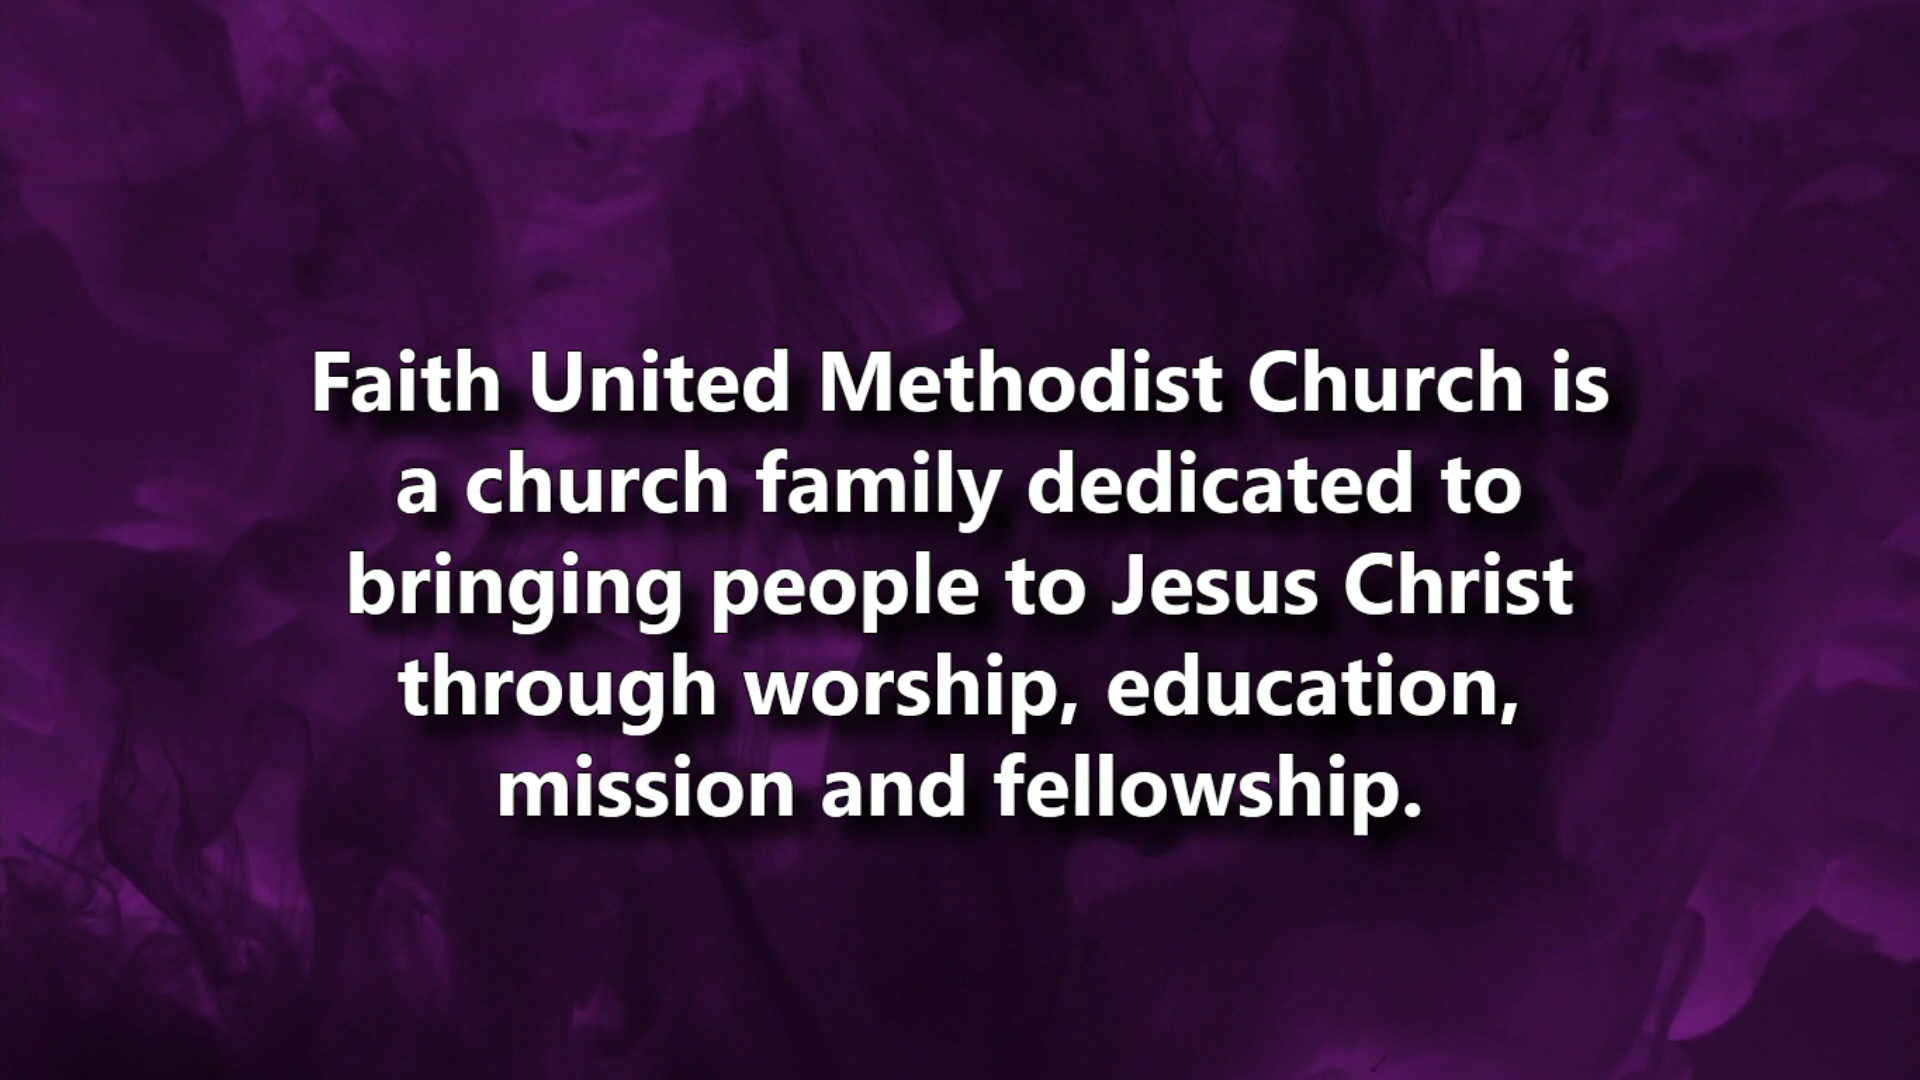 Faith United Methodist Church is
a church family dedicated to
bringing people to Jesus Christ
through worship, education,
mission and fellowship.